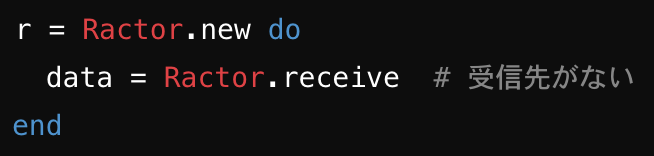 r = Ractor.new do
  data = Ractor.receive  # 受信先がない
end